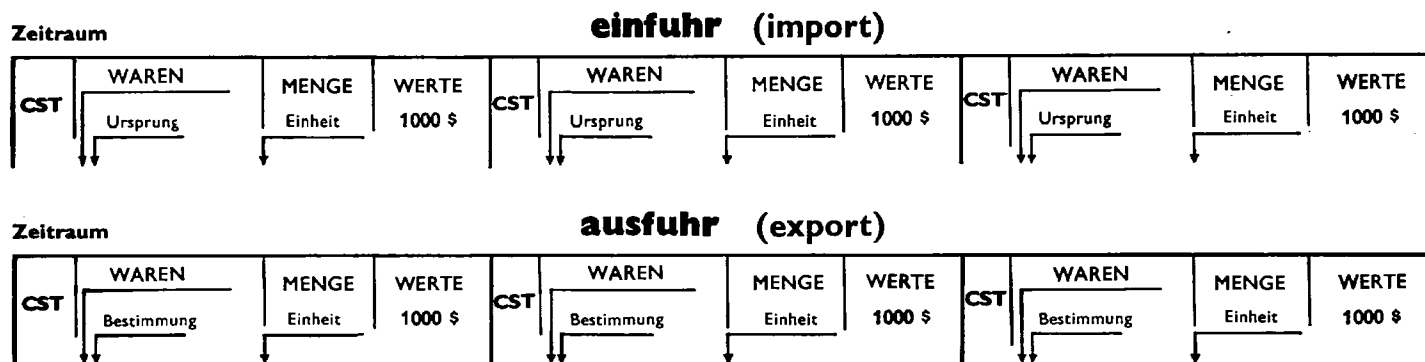 Zeitraum einfuhr (import)
CST WAREN MENGE WERTE CST WAREN MENGE WERTE CST WAREN MENGE WERTE
Ursprung Einheit 1000 $ Ursprung Einheit 1000 $ Ursprung Einheit 1000 $
Zeitraum ausfuhr (export)
CST WAREN MENGE WERTE CST WAREN MENGE WERTE CST WAREN MENGE WERTE
Bestimmung Einheit 1000 $ Bestimmung Einheit 1000 $ Bestimmung Einheit 1000 $